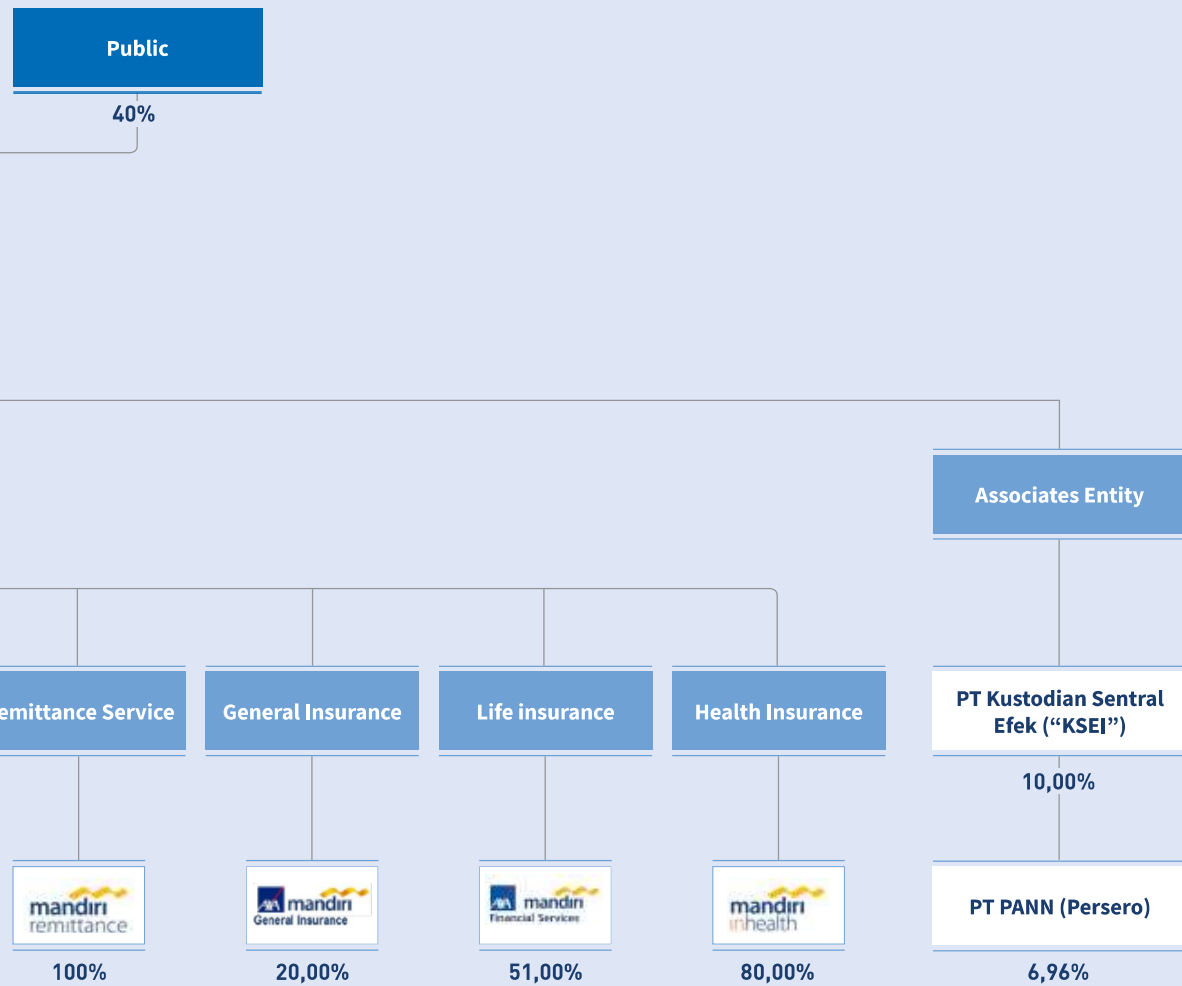 Public
40%
Associates Entity
emittance Service
General Insurance
Life insurance
Health Insurance
PT Kustodian Sentral
Efek (“KSEI”)
10,00%
mandiri
remittance
AXA mandiri
General Insurance
AXA mandiri
Financial Services
mandiri
inhealth
PT PANN (Persero)
100%
20,00%
51,00%
80,00%
6,96%